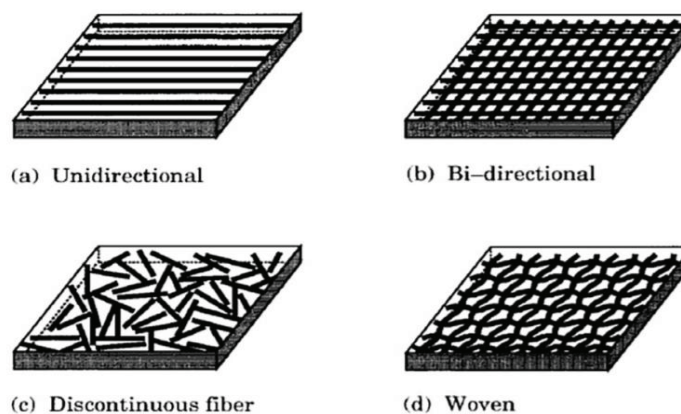 (a) Unidirectional
(b) Bi–directional
(c) Discontinuous fiber
(d) Woven